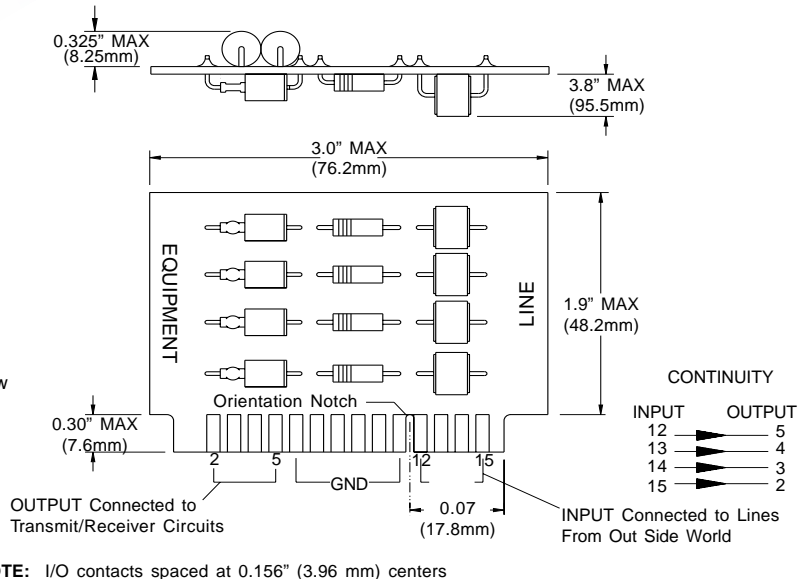 0.325” MAX
(8.25mm)
3.8” MAX
(95.5mm)
3.0” MAX
(76.2mm)
EQUIPMENT
LINE
1.9” MAX
(48.2mm)
CONTINUITY
INPUT OUTPUT
12 5
13 4
14 3
15 2
Orientation Notch
0.30” MAX
(7.6mm)
2 5 12 15
GND
0.07
(17.8mm)
OUTPUT Connected to
Transmit/Receiver Circuits
INPUT Connected to Lines
From Out Side World
I/O contacts spaced at 0.156” (3.96 mm) centers